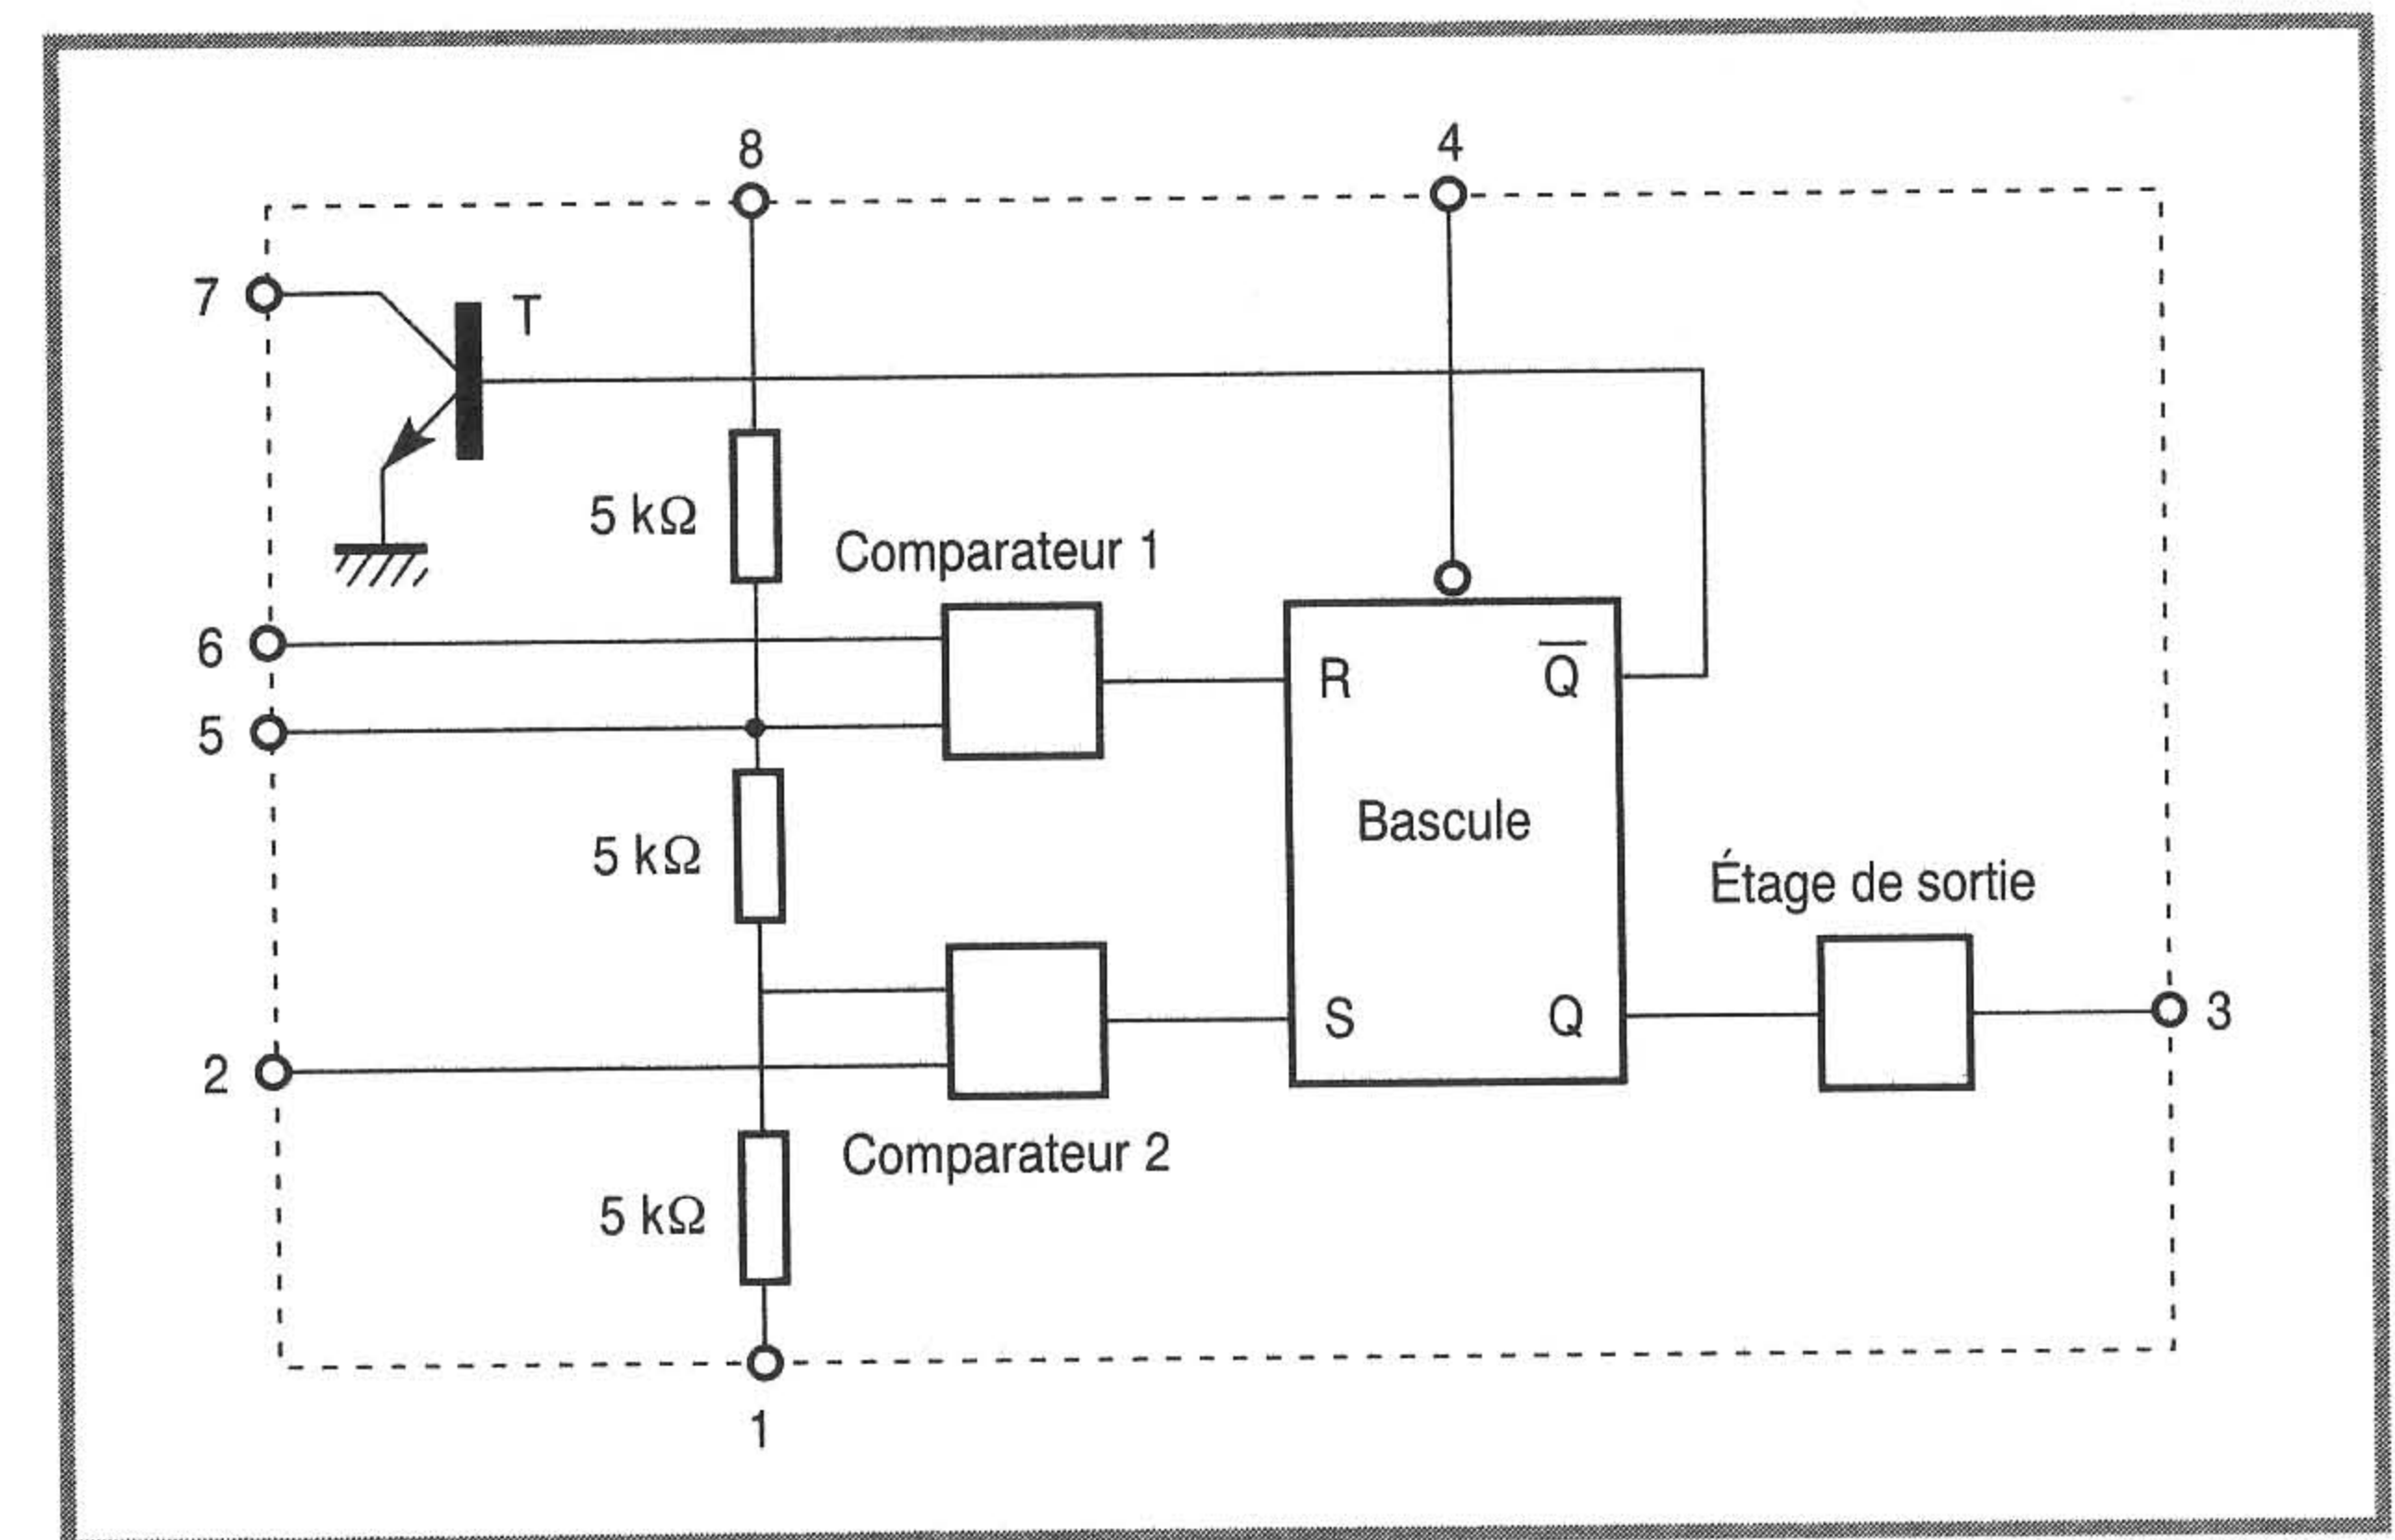 8
4
7
T
5 kΩ
Comparateur 1
6
R
Q̅
5
Bascule
5 kΩ
Étage de sortie
S
Q
3
2
Comparateur 2
5 kΩ
1